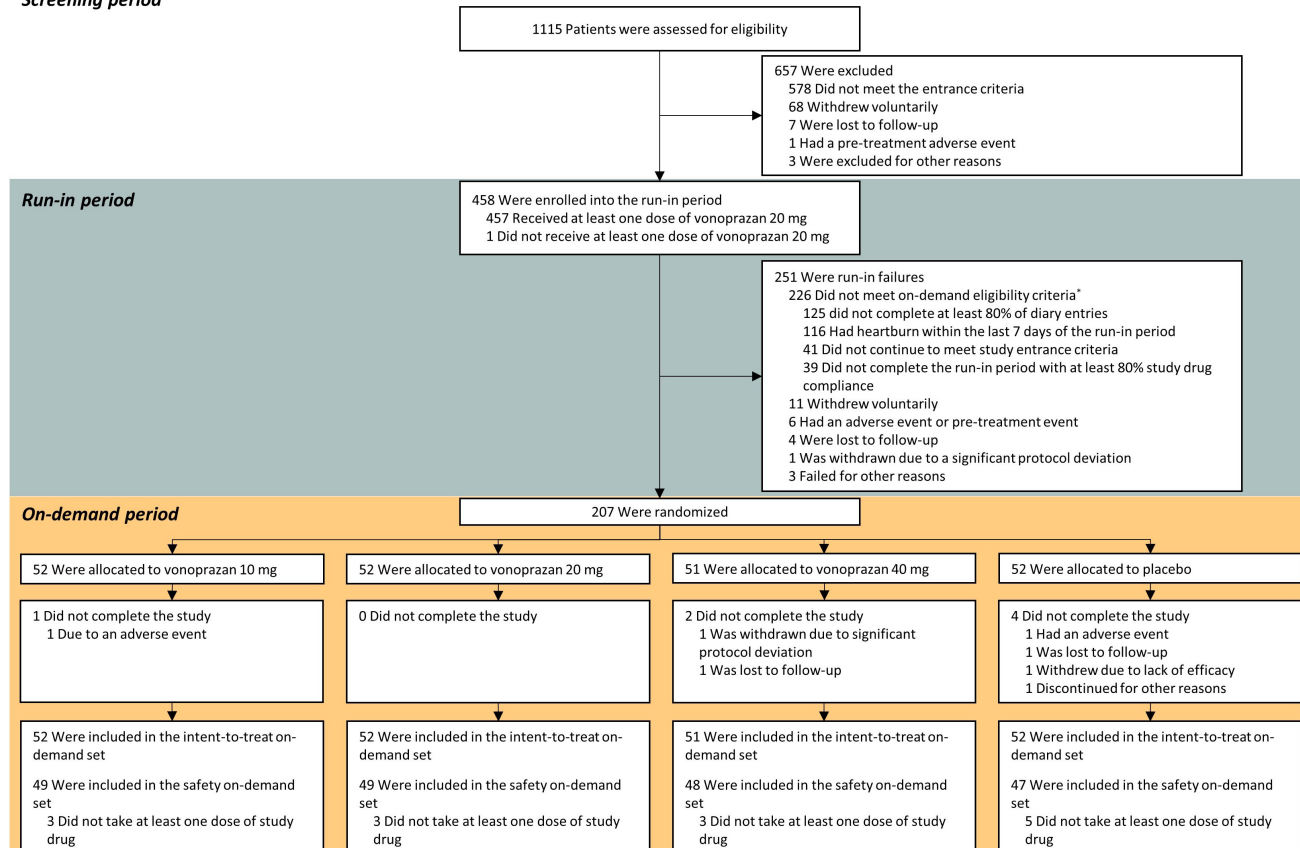 Screening period
1115 Patients were assessed for eligibility
657 Were excluded
578 Did not meet the entrance criteria
68 Withdrew voluntarily
7 Were lost to follow-up
1 Had a pre-treatment adverse event
3 Were excluded for other reasons
Run-in period
458 Were enrolled into the run-in period
457 Received at least one dose of vonoprazan 20 mg
1 Did not receive at least one dose of vonoprazan 20 mg
251 Were run-in failures
226 Did not meet on-demand eligibility criteria*
125 did not complete at least 80% of diary entries
116 Had heartburn within the last 7 days of the run-in period
41 Did not continue to meet study entrance criteria
39 Did not complete the run-in period with at least 80% study drug
compliance
11 Withdrew voluntarily
6 Had an adverse event or pre-treatment event
4 Were lost to follow-up
1 Was withdrawn due to a significant protocol deviation
3 Failed for other reasons
On-demand period
207 Were randomized
52 Were allocated to vonoprazan 10 mg
52 Were allocated to vonoprazan 20 mg
51 Were allocated to vonoprazan 40 mg
52 Were allocated to placebo
1 Did not complete the study
1 Due to an adverse event
0 Did not complete the study
2 Did not complete the study
1 Was withdrawn due to significant
protocol deviation
1 Was lost to follow-up
4 Did not complete the study
1 Had an adverse event
1 Was lost to follow-up
1 Withdrew due to lack of efficacy
1 Discontinued for other reasons
52 Were included in the intent-to-treat on-
demand set
49 Were included in the safety on-demand
set
3 Did not take at least one dose of study
drug
52 Were included in the intent-to-treat on-
demand set
49 Were included in the safety on-demand
set
3 Did not take at least one dose of study
drug
51 Were included in the intent-to-treat on-
demand set
48 Were included in the safety on-demand
set
3 Did not take at least one dose of study
drug
52 Were included in the intent-to-treat on-
demand set
47 Were included in the safety on-demand
set
5 Did not take at least one dose of study
drug